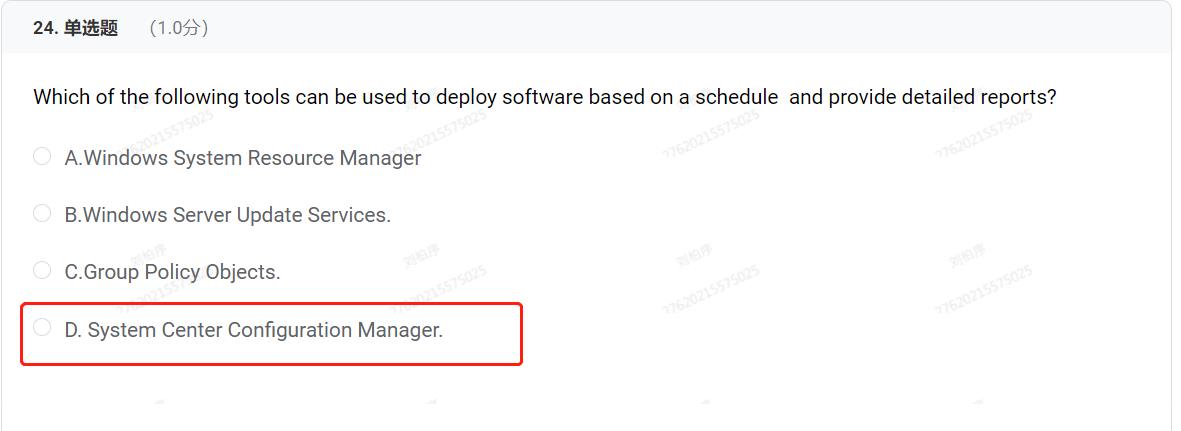 24. 单选题 (1.0分)
Which of the following tools can be used to deploy software based on a schedule and provide detailed reports?
A.Windows System Resource Manager
B.Windows Server Update Services.
C.Group Policy Objects.
D. System Center Configuration Manager.